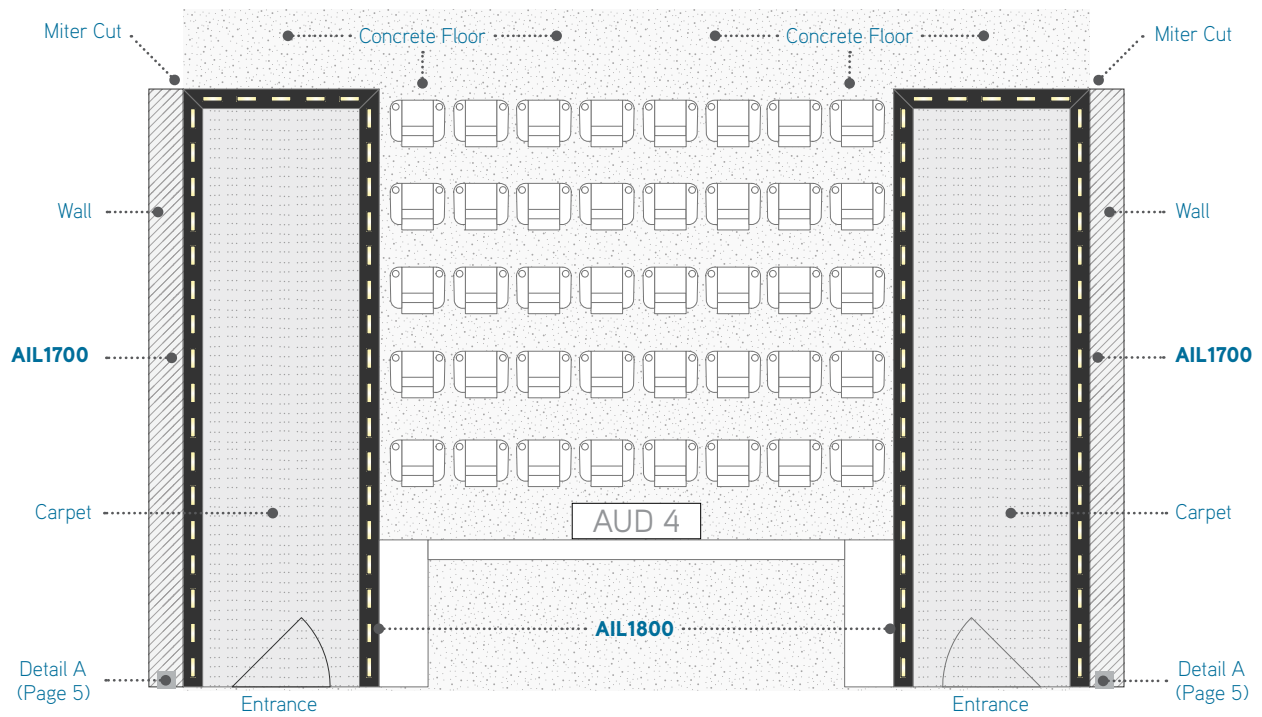 Miter Cut
Concrete Floor
Concrete Floor
Miter Cut
Wall
Wall
AIL1700
AIL1700
Carpet
Carpet
AUD 4
AIL1800
Detail A
(Page 5)
Detail A
(Page 5)
Entrance
Entrance